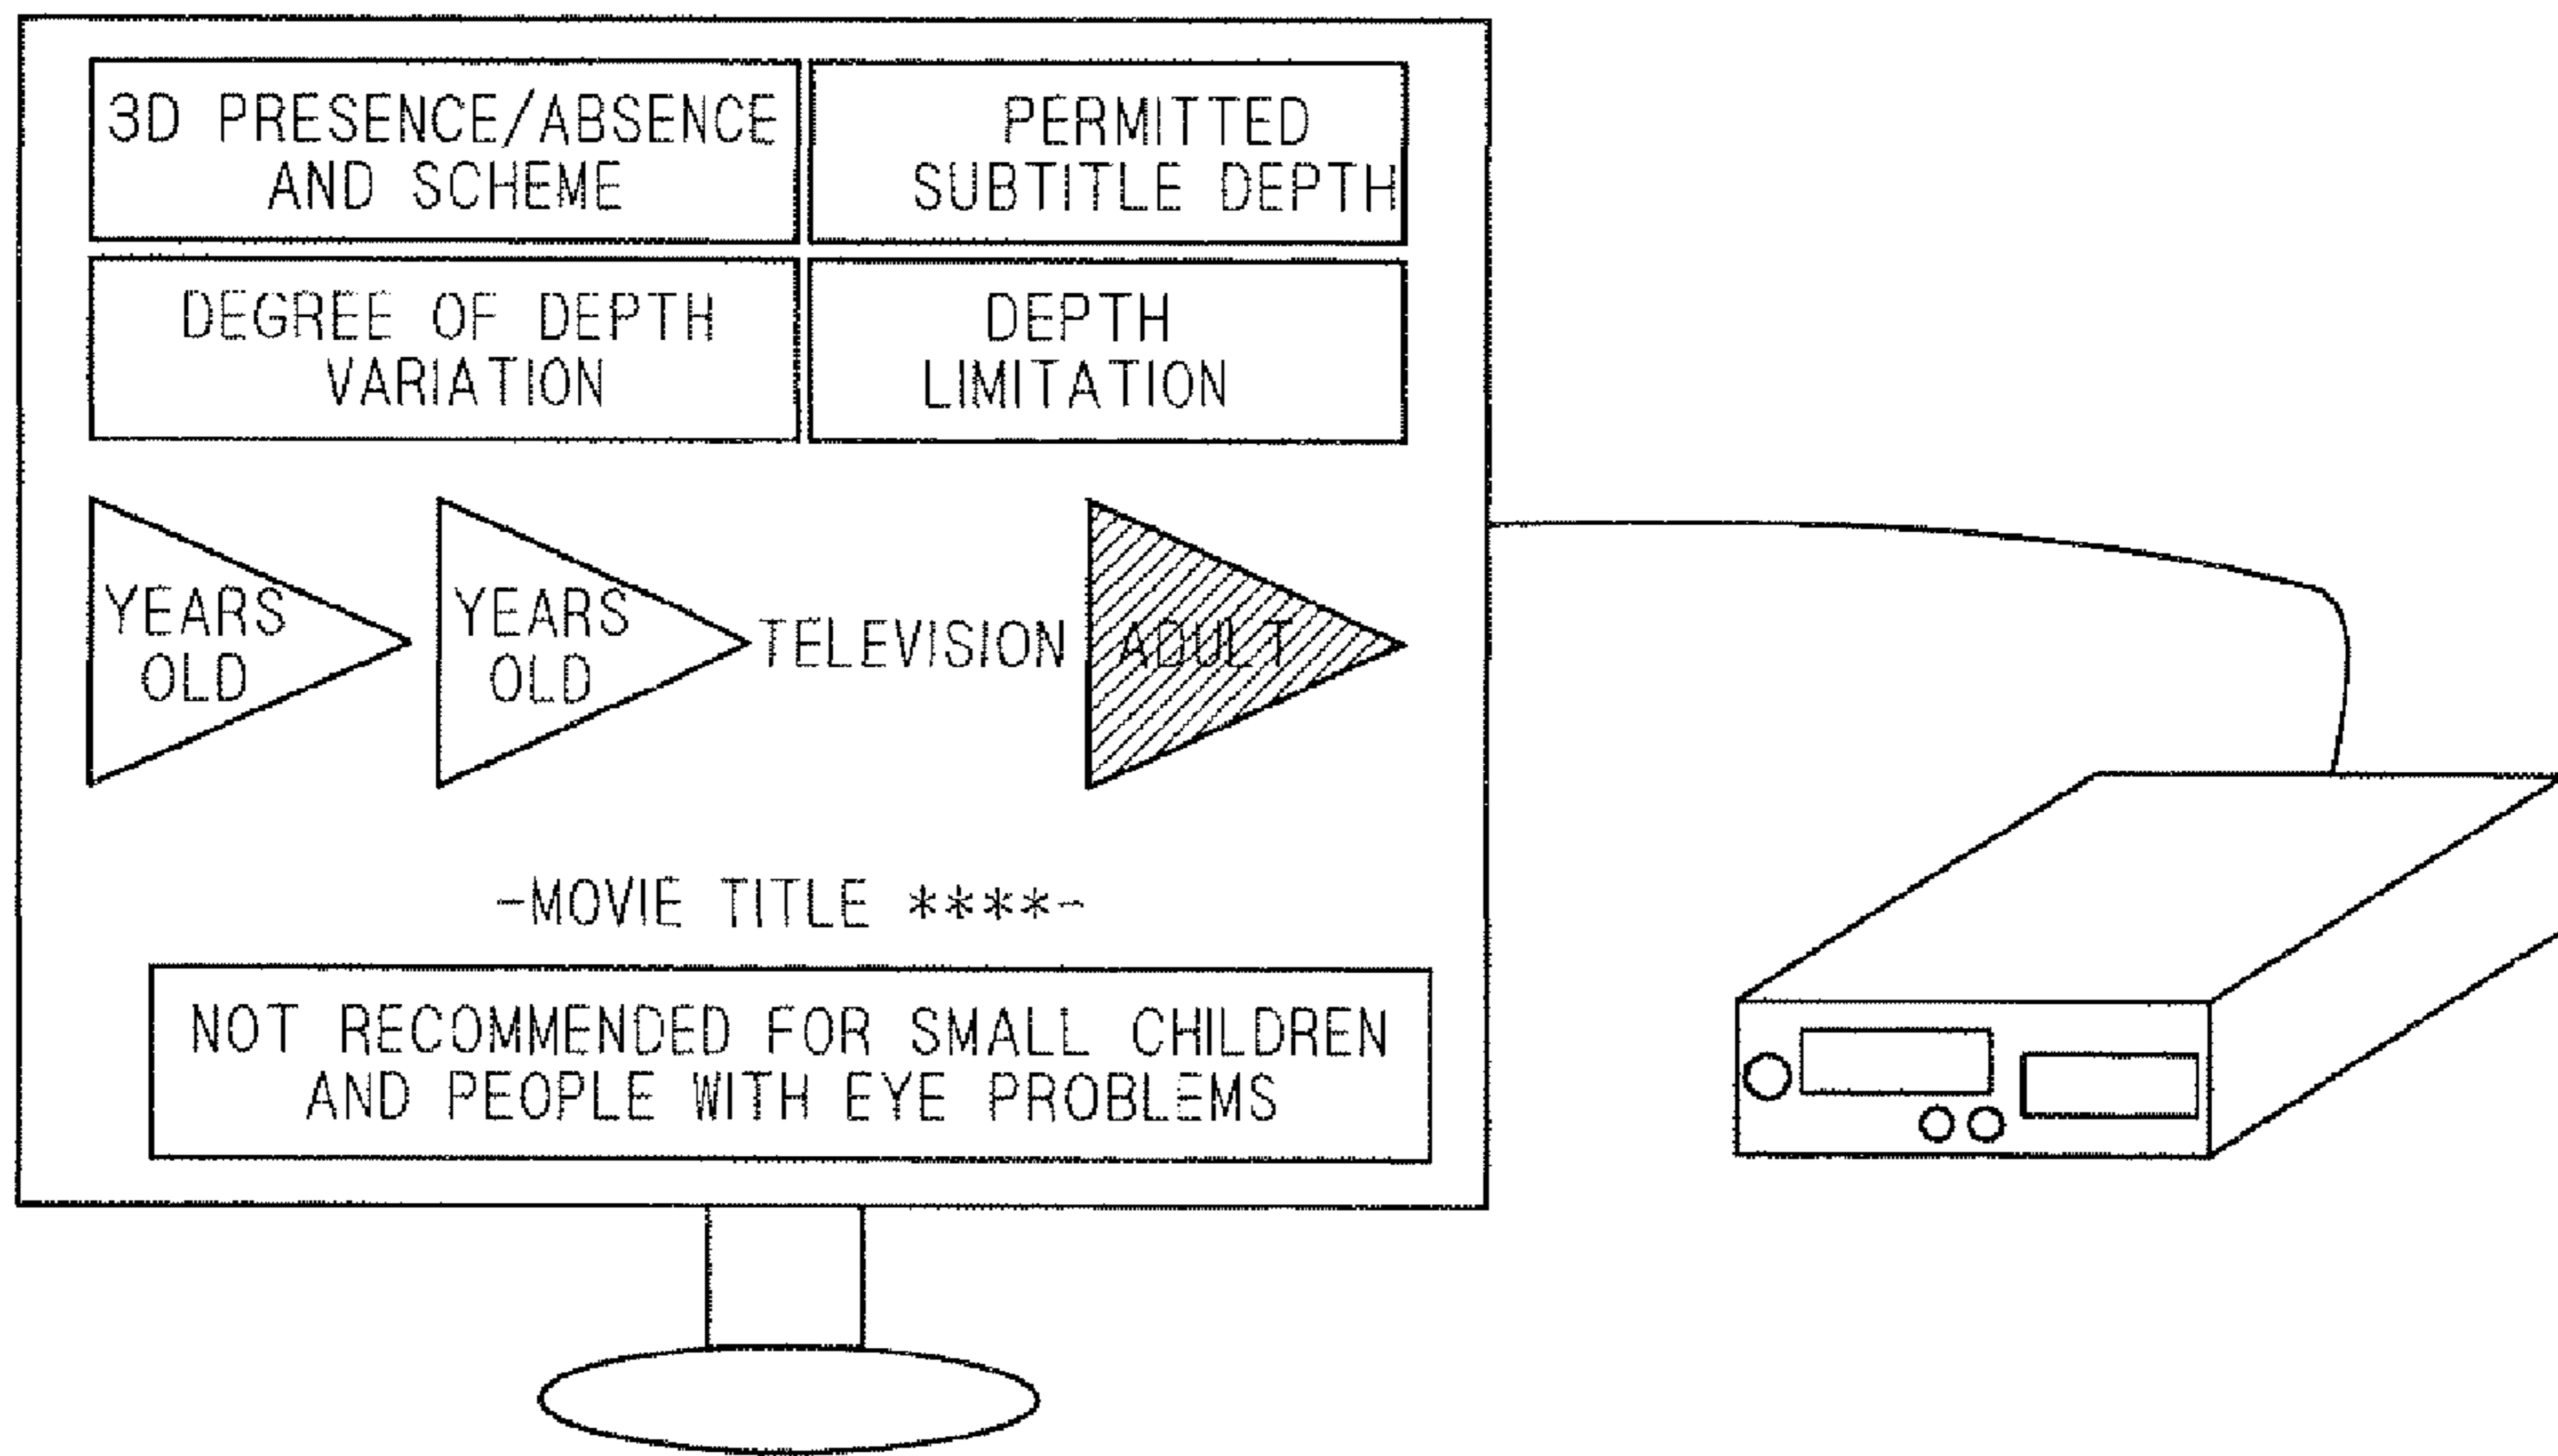 3D PRESENCE/ABSENCE
AND SCHEME
PERMITTED
SUBTITLE DEPTH
DEGREE OF DEPTH
VARIATION
DEPTH
LIMITATION
YEARS
OLD
YEARS
OLD
TELEVISION
ADULT
-MOVIE TITLE ****-
NOT RECOMMENDED FOR SMALL CHILDREN
AND PEOPLE WITH EYE PROBLEMS